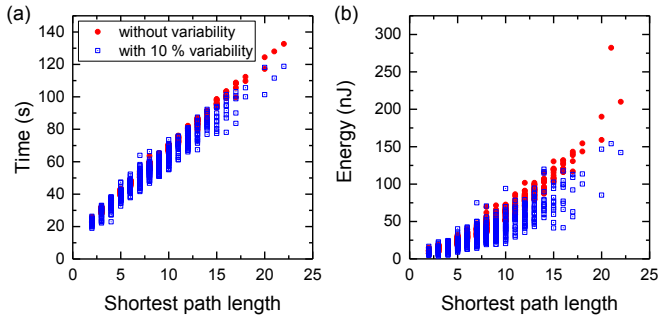 (a)
140
120
100
80
60
40
20
0
Time (s)
without variability
with 10 % variability
0 5 10 15 20 25
Shortest path length
(b)
300
250
200
150
100
50
0
Energy (nJ)
0 5 10 15 20 25
Shortest path length